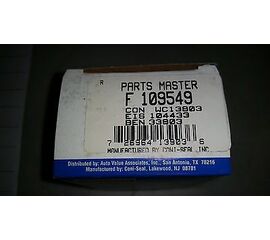 R
PARTS MASTER
F 109549
CON WC13803
EIS 104433
BEN 33803
7 28964 13803 6
MANUFACTURED BY CONI-SEAL, INC.
Distributed by: Auto Value Associates, Inc., San Antonio, TX 78216
Manufactured by: Coni-Seal, Lakewood, NJ 08701